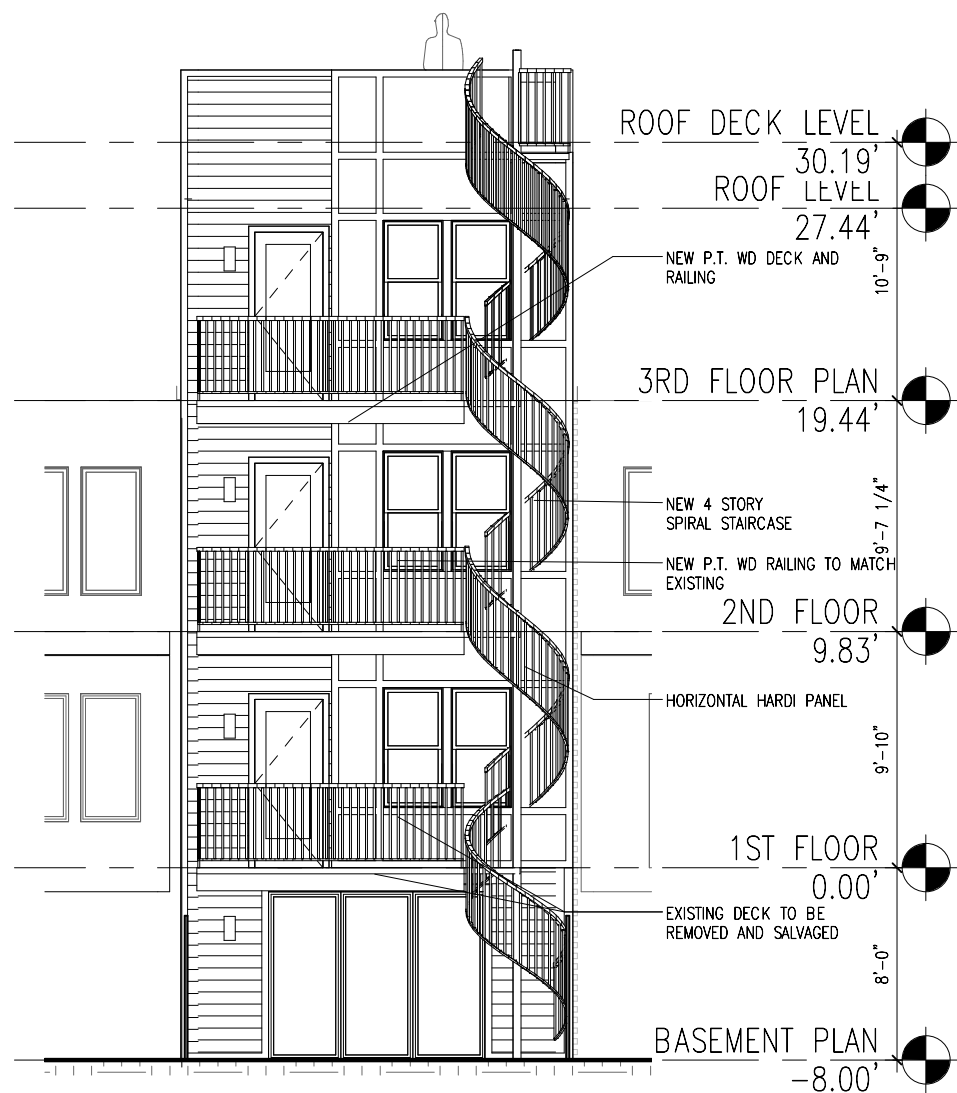 ROOF DECK LEVEL
30.19'
ROOF LEVEL
27.44'
NEW P.T. WD DECK AND
RAILING
10'-9"
3RD FLOOR PLAN
19.44'
NEW 4 STORY
SPIRAL STAIRCASE
9'-7 1/4"
NEW P.T. WD RAILING TO MATCH
EXISTING
2ND FLOOR
9.83'
HORIZONTAL HARDI PANEL
9'-10"
1ST FLOOR
0.00'
EXISTING DECK TO BE
REMOVED AND SALVAGED
8'-0"
BASEMENT PLAN
-8.00'